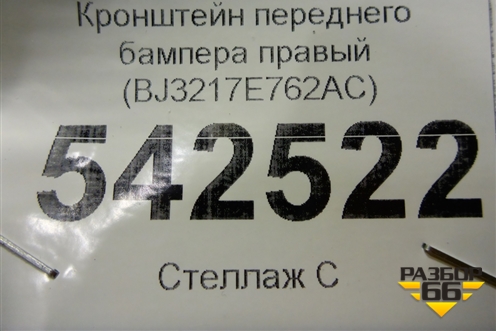 Кронштейн переднего
бампера правый
(BJ3217E762AC)
542522
Стеллаж С
РАЗБОР
66